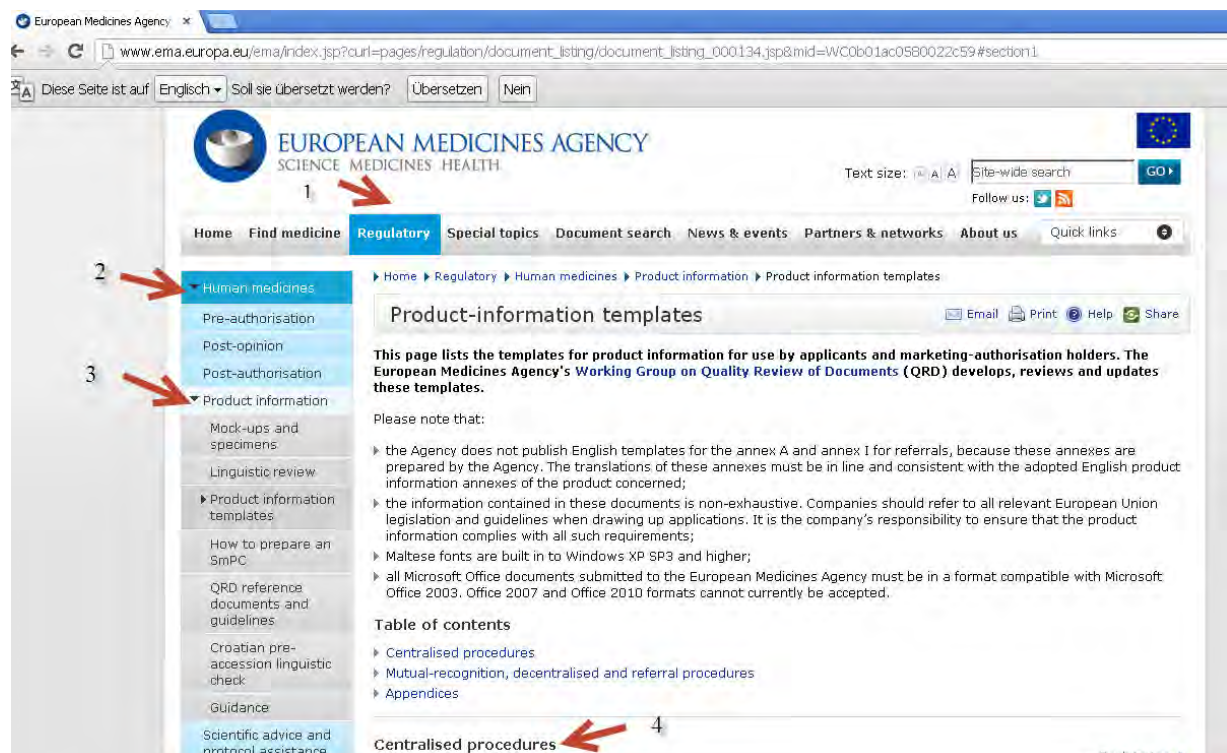 European Medicines Agency
www.ema.europa.eu/ema/index.jsp?curl=pages/regulation/document_listing/document_listing_000134.jsp&mid=WC0b01ac0580022c59#section1
Diese Seite ist auf Englisch Soll sie übersetzt werden? Übersetzen Nein
EUROPEAN MEDICINES AGENCY
SCIENCE MEDICINES HEALTH
Text size: A A A Site-wide search GO
Follow us:
1
Home Find medicine Regulatory Special topics Document search News & events Partners & networks About us Quick links
2
Human medicines
Pre-authorisation
Post-opinion
Post-authorisation
3
Product information
Mock-ups and
specimens
Linguistic review
Product information
templates
How to prepare an
SmPC
QRD reference
documents and
guidelines
Croatian pre-
accession linguistic
check
Guidance
Scientific advice and
protocol assistance
Home Regulatory Human medicines Product information Product information templates
Product-information templates
Email Print Help Share
This page lists the templates for product information for use by applicants and marketing-authorisation holders. The
European Medicines Agency's Working Group on Quality Review of Documents (QRD) develops, reviews and updates
these templates.
Please note that:
the Agency does not publish English templates for the annex A and annex I for referrals, because these annexes are
prepared by the Agency. The translations of these annexes must be in line and consistent with the adopted English product
information annexes of the product concerned;
the information contained in these documents is non-exhaustive. Companies should refer to all relevant European Union
legislation and guidelines when drawing up applications. It is the company's responsibility to ensure that the product
information complies with all such requirements;
Maltese fonts are built in to Windows XP SP3 and higher;
all Microsoft Office documents submitted to the European Medicines Agency must be in a format compatible with Microsoft
Office 2003. Office 2007 and Office 2010 formats cannot currently be accepted.
Table of contents
Centralised procedures
Mutual-recognition, decentralised and referral procedures
Appendices
4
Centralised procedures